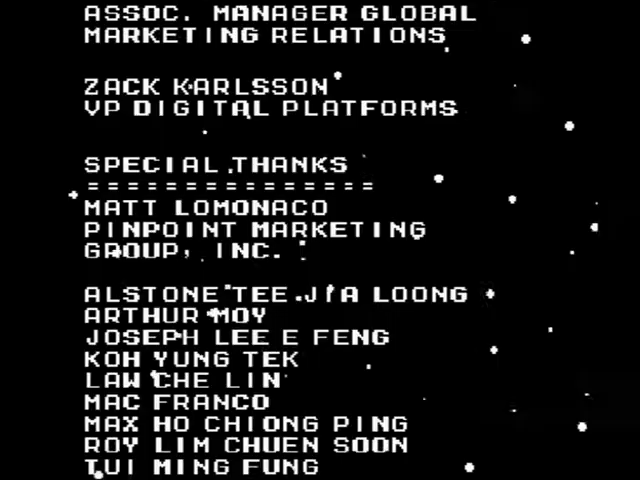 ASSOC. MANAGER GLOBAL
MARKETING RELATIONS
ZACK KARLSSON
VP DIGITAL PLATFORMS
SPECIAL THANKS
===============
MATT LOMONACO
PINPOINT MARKETING
GROUP, INC.
ALSTONE TEE JIA LOONG
ARTHUR MOY
JOSEPH LEE E FENG
KOH YUNG TEK
LAW CHE LIN
MAC FRANCO
MAX HO CHIONG PING
ROY LIM CHUEN SOON
TUI MING FUNG